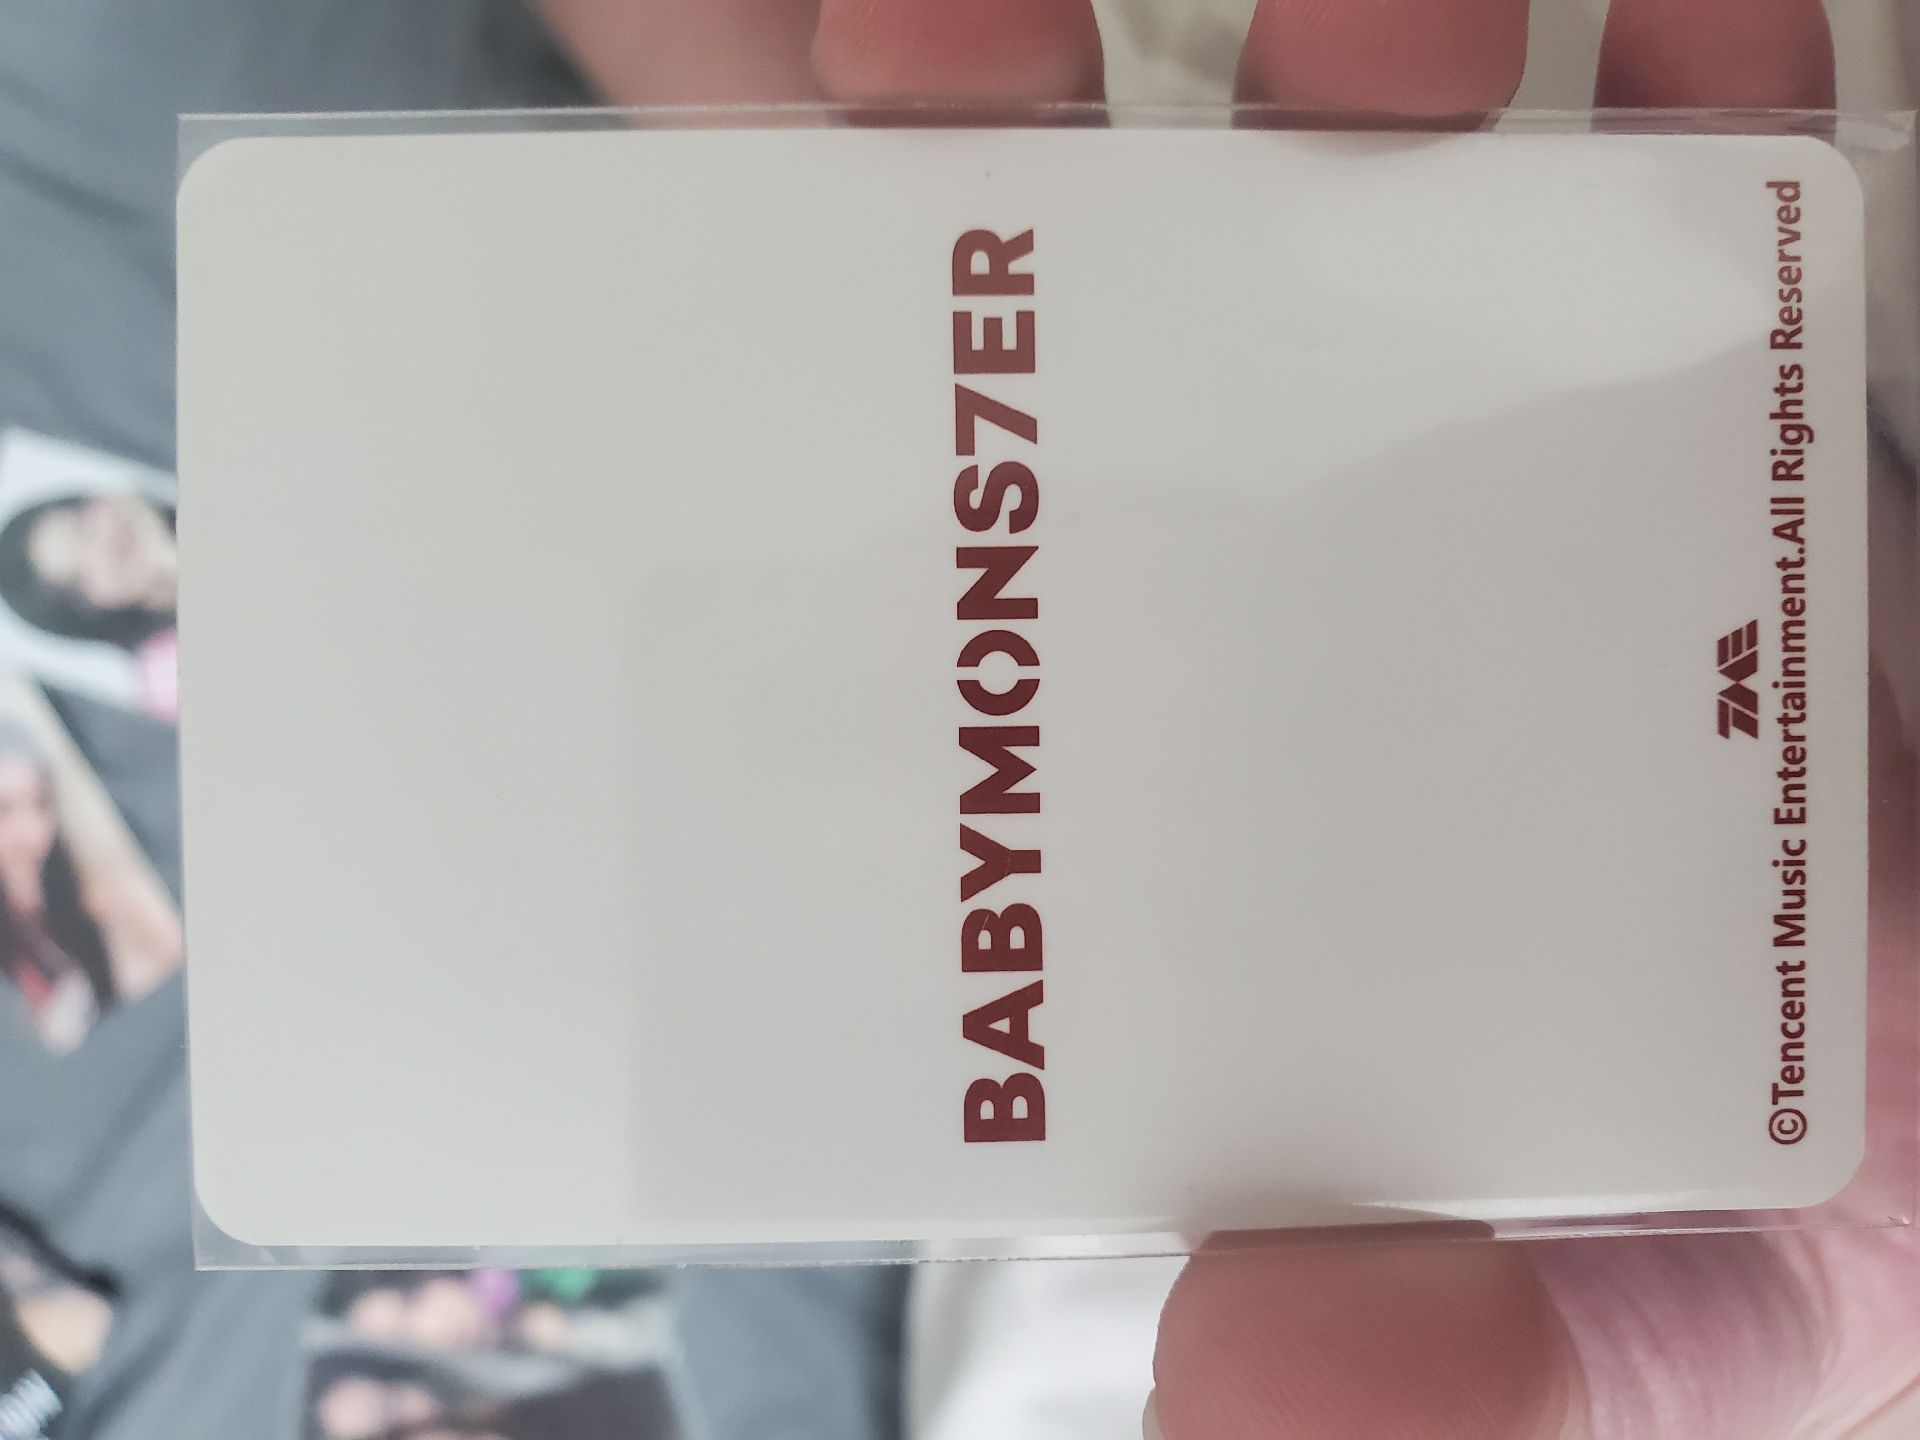 BABYMONS7ER
TME
©Tencent Music Entertainment.All Rights Reserved